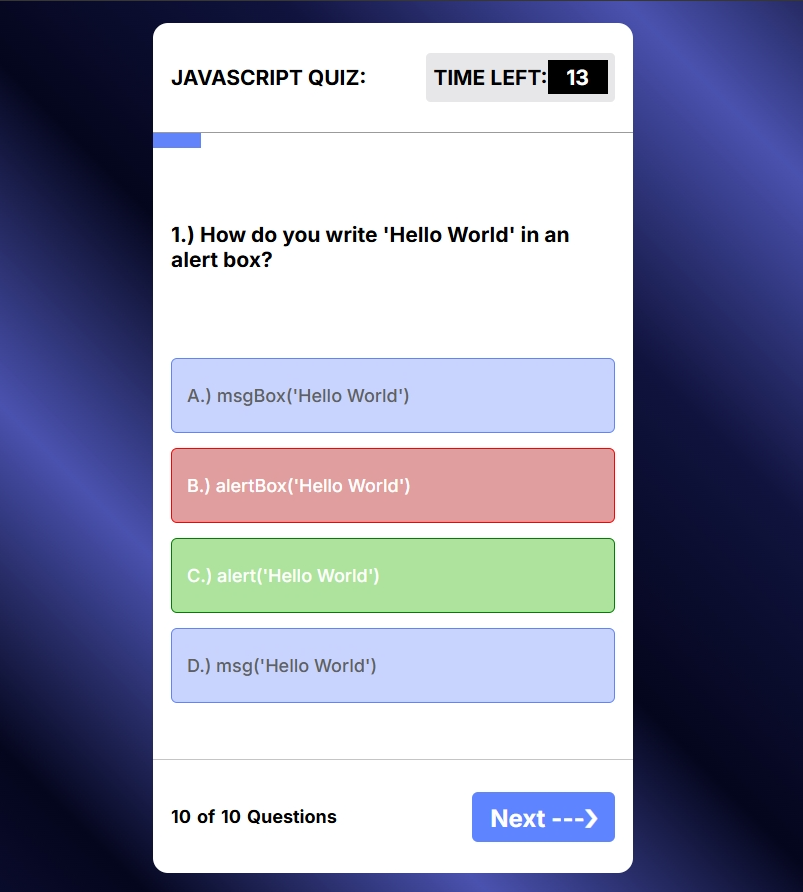 JAVASCRIPT QUIZ:
TIME LEFT: 13
1.) How do you write 'Hello World' in an
alert box?
A.) msgBox('Hello World')
B.) alertBox('Hello World')
C.) alert('Hello World')
D.) msg('Hello World')
10 of 10 Questions
Next ---❯